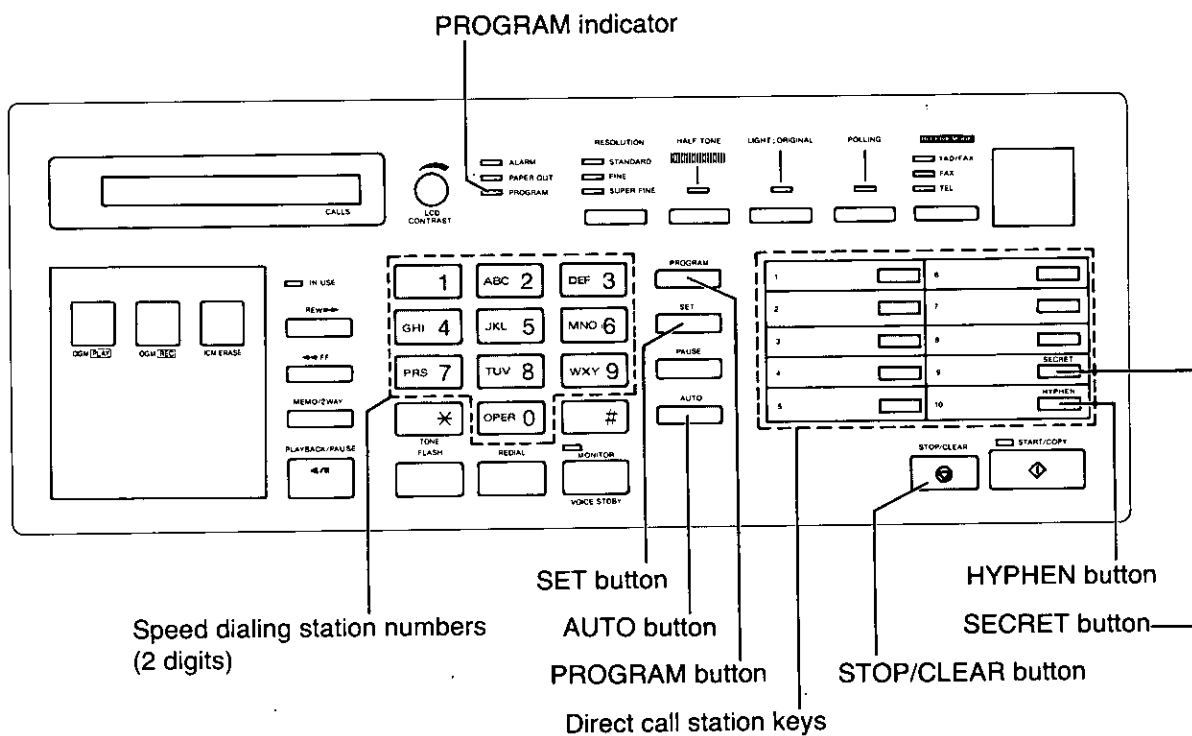 PROGRAM indicator
RESOLUTION
HALF TONE
LIGHT ; ORIGINAL
POLLING
ALARM
PAPER OUT
PROGRAM
STANDARD
FINE
SUPER FINE
TAD/FAX
FAX
TEL
CALLS
LCD
CONTRAST
IN USE
REW
FF
MEMO/2WAY
PLAYBACK/PAUSE
OGM PLAY
OGM REC
ICM ERASE
1
ABC 2
DEF 3
GHI 4
JKL 5
MNO 6
PRS 7
TUV 8
WXY 9
*
OPER 0
#
TONE
FLASH
REDIAL
MONITOR
VOICE STDBY
PROGRAM
SET
PAUSE
AUTO
1
6
2
7
3
8
4
9
SECRET
5
10
HYPHEN
STOP/CLEAR
START/COPY
SET button
HYPHEN button
Speed dialing station numbers
(2 digits)
AUTO button
SECRET button
PROGRAM button
STOP/CLEAR button
Direct call station keys